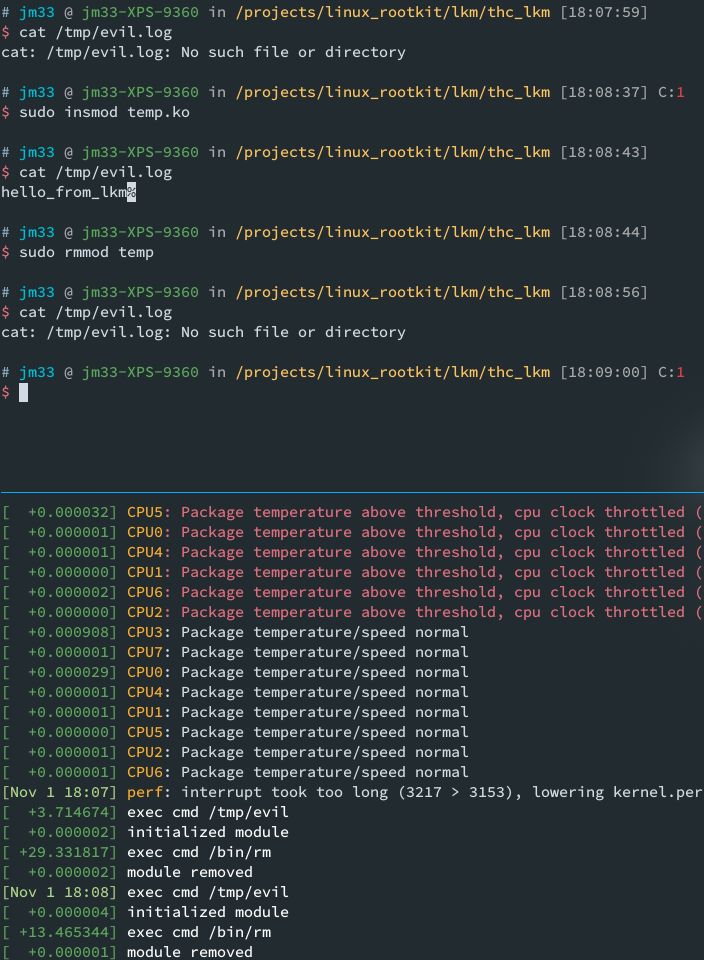 # jm33 @ jm33-XPS-9360 in /projects/linux_rootkit/lkm/thc_lkm [18:07:59]
$ cat /tmp/evil.log
cat: /tmp/evil.log: No such file or directory
# jm33 @ jm33-XPS-9360 in /projects/linux_rootkit/lkm/thc_lkm [18:08:37] C:1
$ sudo insmod temp.ko
# jm33 @ jm33-XPS-9360 in /projects/linux_rootkit/lkm/thc_lkm [18:08:43]
$ cat /tmp/evil.log
hello_from_lkm%
# jm33 @ jm33-XPS-9360 in /projects/linux_rootkit/lkm/thc_lkm [18:08:44]
$ sudo rmmod temp
# jm33 @ jm33-XPS-9360 in /projects/linux_rootkit/lkm/thc_lkm [18:08:56]
$ cat /tmp/evil.log
cat: /tmp/evil.log: No such file or directory
# jm33 @ jm33-XPS-9360 in /projects/linux_rootkit/lkm/thc_lkm [18:09:00] C:1
$
[  +0.000032] CPU5: Package temperature above threshold, cpu clock throttled (
[  +0.000001] CPU0: Package temperature above threshold, cpu clock throttled (
[  +0.000001] CPU4: Package temperature above threshold, cpu clock throttled (
[  +0.000000] CPU1: Package temperature above threshold, cpu clock throttled (
[  +0.000002] CPU6: Package temperature above threshold, cpu clock throttled (
[  +0.000000] CPU2: Package temperature above threshold, cpu clock throttled (
[  +0.000908] CPU3: Package temperature/speed normal
[  +0.000001] CPU7: Package temperature/speed normal
[  +0.000029] CPU0: Package temperature/speed normal
[  +0.000001] CPU4: Package temperature/speed normal
[  +0.000001] CPU1: Package temperature/speed normal
[  +0.000000] CPU5: Package temperature/speed normal
[  +0.000001] CPU2: Package temperature/speed normal
[  +0.000001] CPU6: Package temperature/speed normal
[Nov 1 18:07] perf: interrupt took too long (3217 > 3153), lowering kernel.per
[  +3.714674] exec cmd /tmp/evil
[  +0.000002] initialized module
[ +29.331817] exec cmd /bin/rm
[  +0.000002] module removed
[Nov 1 18:08] exec cmd /tmp/evil
[  +0.000004] initialized module
[ +13.465344] exec cmd /bin/rm
[  +0.000001] module removed